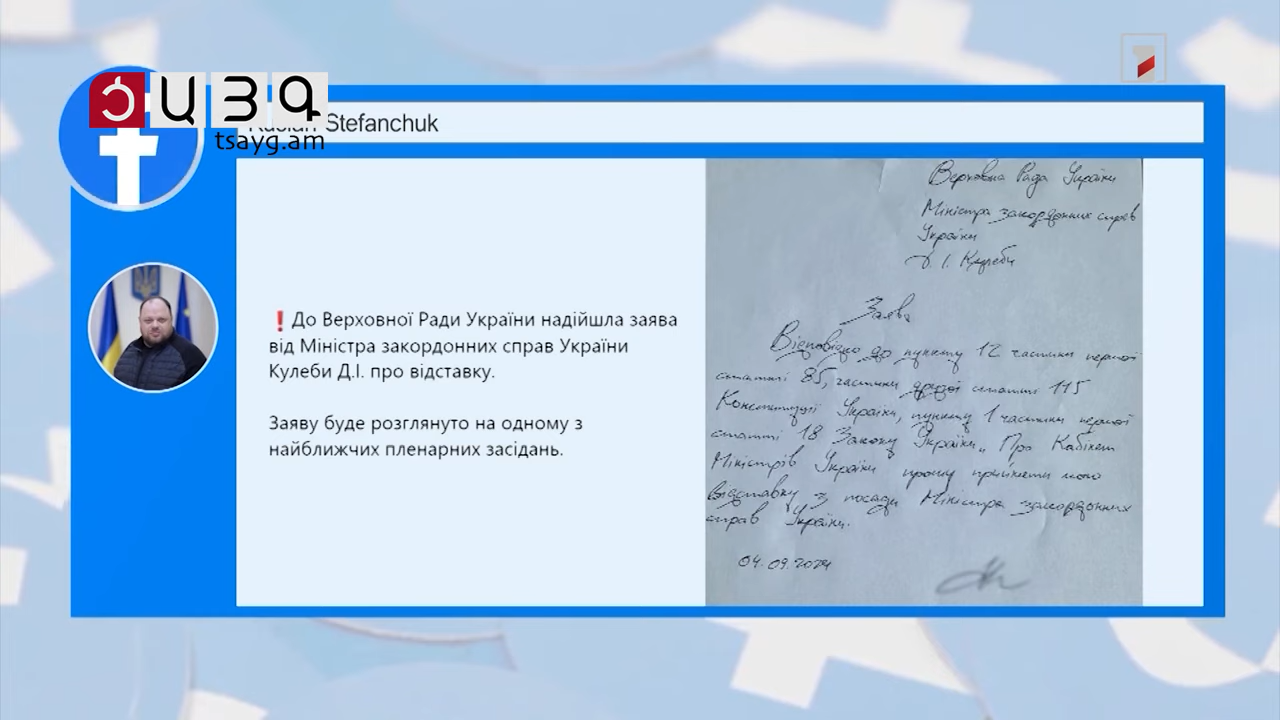 ՃԱՅԳ
tsayg.am
Ruslan Stefanchuk
❗До Верховної Ради України надійшла заява
від Міністра закордонних справ України
Кулеби Д.І. про відставку.
Заяву буде розглянуто на одному з
найближчих пленарних засідань.
Верховна Рада України
Міністра закордонних справ
України
Д. І. Кулеби
Заява
Відповідно до пункту 12 частини першої
статті 85, частини другої статті 115
Конституції України, пункту 1 частини першої
статті 18 Закону України „Про Кабінет
Міністрів України прошу прийняти мою
відставку з посади Міністра закордонних
справ України.
04.09.2024